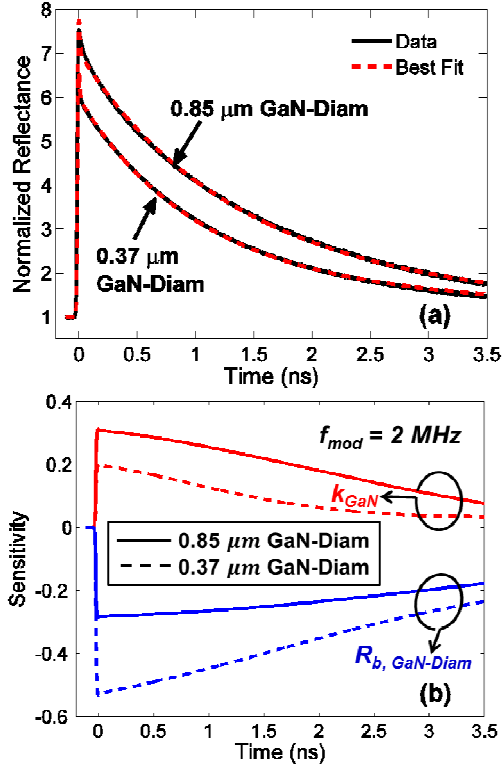 8
7
6
5
4
3
2
1
Normalized Reflectance
Data
Best Fit
0.85 μm GaN-Diam
0.37 μm
GaN-Diam
(a)
0 0.5 1 1.5 2 2.5 3 3.5
Time (ns)
0.4
0.2
0
-0.2
-0.4
-0.6
Sensitivity
f_mod = 2 MHz
k_GaN
0.85 μm GaN-Diam
0.37 μm GaN-Diam
R_b, GaN-Diam
(b)
0 0.5 1 1.5 2 2.5 3 3.5
Time (ns)